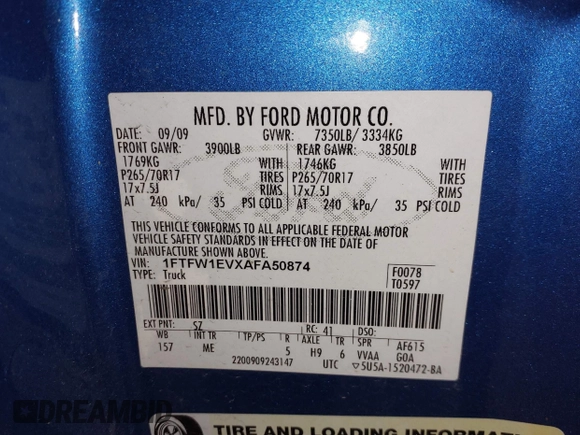 MFD. BY FORD MOTOR CO.
DATE: 09/09 GVWR: 7350LB/ 3334KG
FRONT GAWR: 3900LB REAR GAWR: 3850LB
1769KG WITH 1746KG WITH
P265/70R17 TIRES P265/70R17 TIRES
17x7.5J RIMS 17x7.5J RIMS
AT 240 kPa/ 35 PSI COLD AT 240 kPa/ 35 PSI COLD
THIS VEHICLE CONFORMS TO ALL APPLICABLE FEDERAL MOTOR
VEHICLE SAFETY STANDARDS IN EFFECT ON THE DATE OF
MANUFACTURE SHOWN ABOVE.
VIN: 1FTFW1EVXAFA50874
TYPE: Truck
F0078
T0597
EXT PNT: SZ RC: 41 DSO:
WB INT TR TP/PS R AXLE TR SPR AF615
157 ME 5 H9 6 VVAA GOA
2200909243147 UTC ▽5U5A-1520472-BA
TIRE AND LOADING INFORMA
DREAMBID